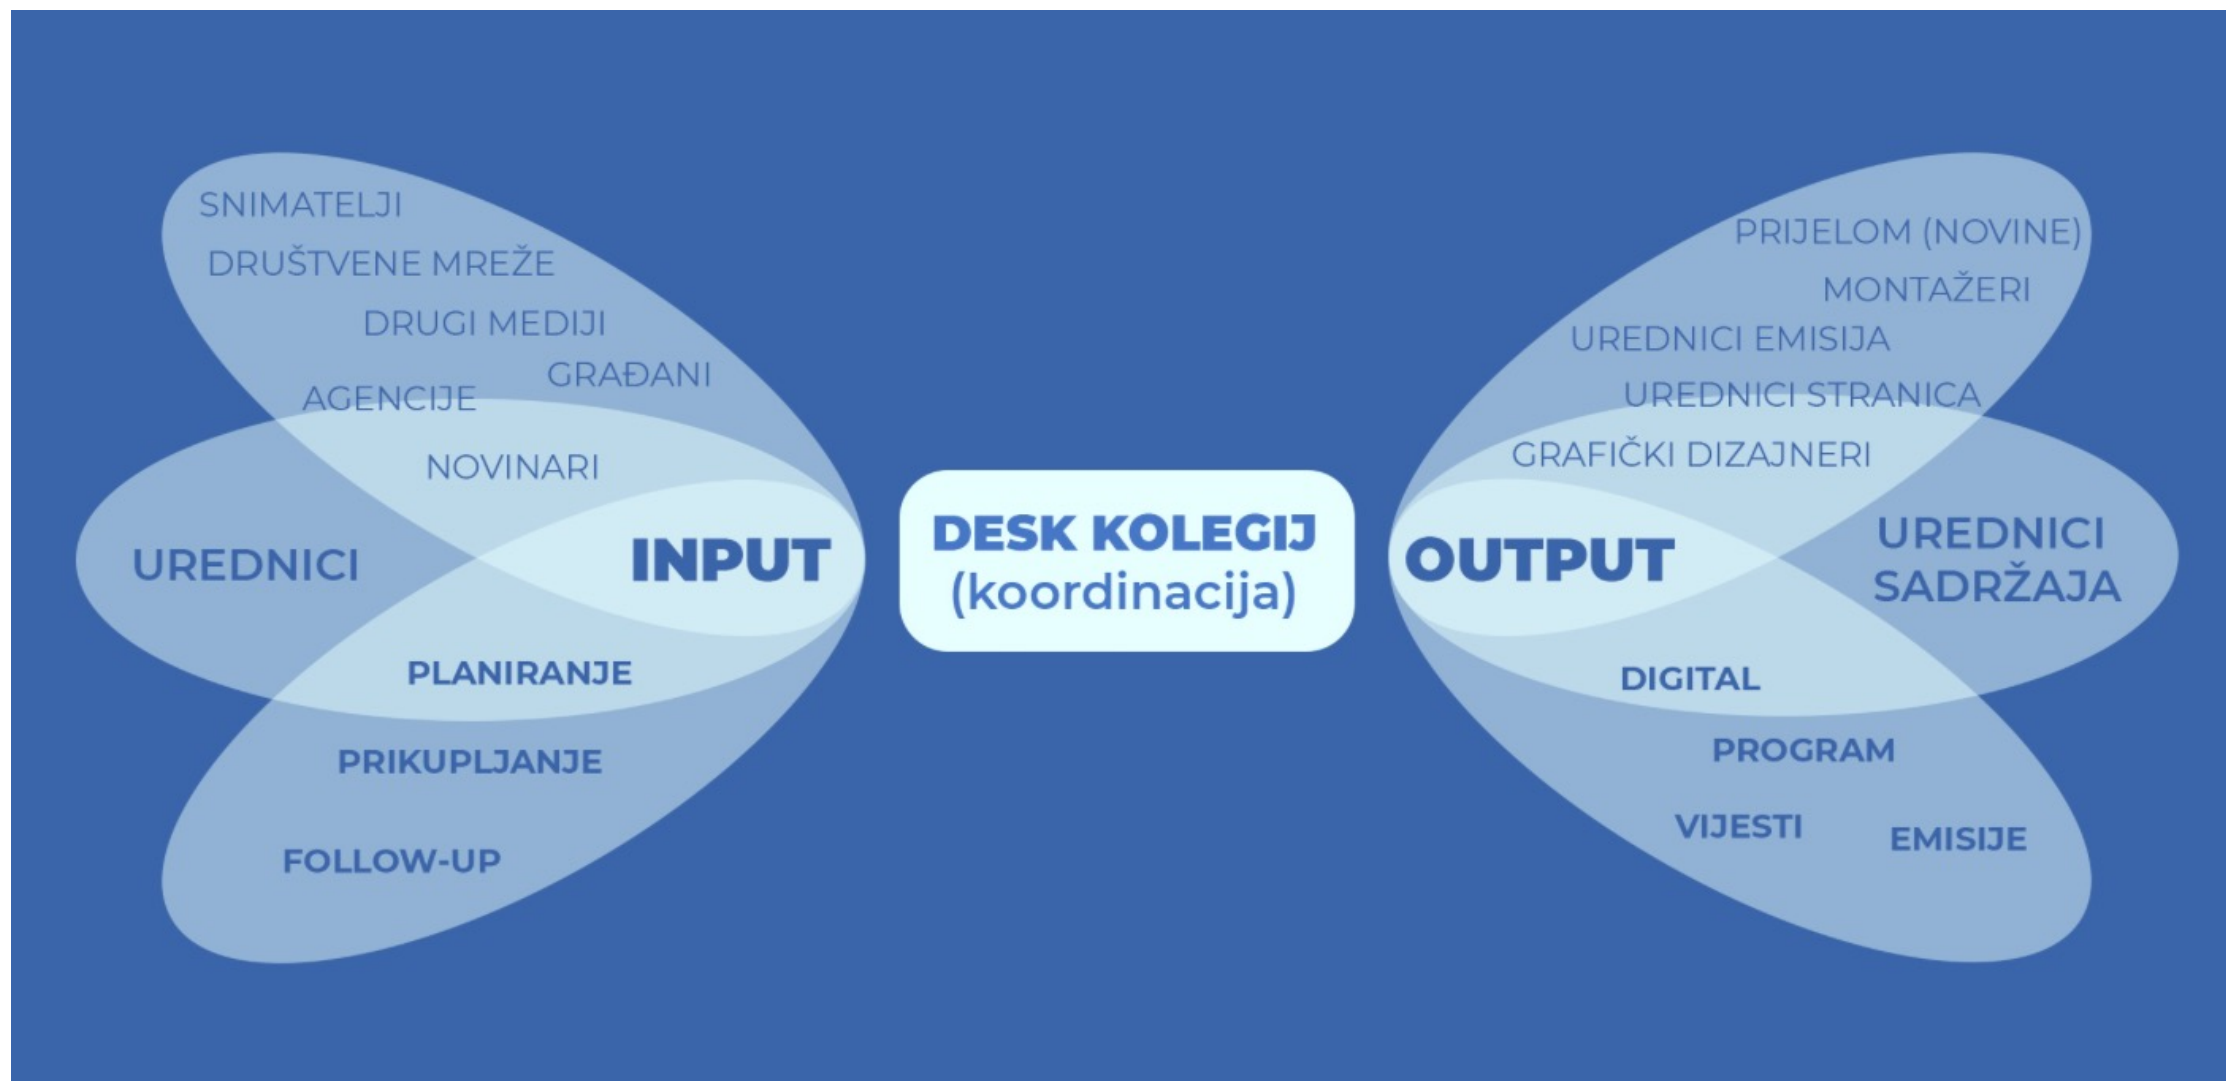 SNIMATELJI
DRUŠTVENE MREŽE
DRUGI MEDIJI
GRAĐANI
AGENCIJE
NOVINARI
UREDNICI
INPUT
PLANIRANJE
PRIKUPLJANJE
FOLLOW-UP
DESK KOLEGIJ
(koordinacija)
PRIJELOM (NOVINE)
MONTAŽERI
UREDNICI EMISIJA
UREDNICI STRANICA
GRAFIČKI DIZAJNERI
OUTPUT
UREDNICI
SADRŽAJA
DIGITAL
PROGRAM
VIJESTI
EMISIJE